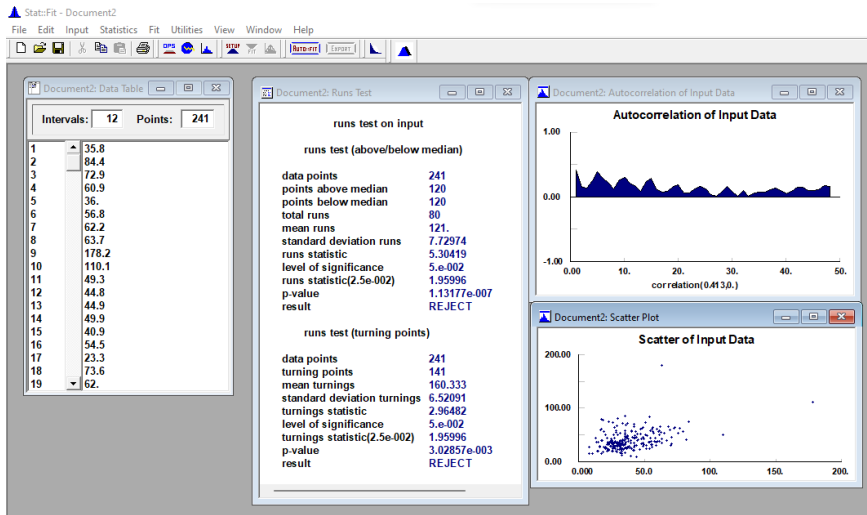 Stat::Fit - Document2
File Edit Input Statistics Fit Utilities View Window Help
DPS SETUP FIT AUTO::FIT EXPORT
Document2: Data Table
Intervals: 12 Points: 241
1 35.8
2 84.4
3 72.9
4 60.9
5 36.
6 56.8
7 62.2
8 63.7
9 178.2
10 110.1
11 49.3
12 44.8
13 44.9
14 49.9
15 40.9
16 54.5
17 23.3
18 73.6
19 62.
Document2: Runs Test
runs test on input
runs test (above/below median)
data points 241
points above median 120
points below median 120
total runs 80
mean runs 121.
standard deviation runs 7.72974
runs statistic 5.30419
level of significance 5.e-002
runs statistic(2.5e-002) 1.95996
p-value 1.13177e-007
result REJECT
runs test (turning points)
data points 241
turning points 141
mean turnings 160.333
standard deviation turnings 6.52091
turnings statistic 2.96482
level of significance 5.e-002
turnings statistic(2.5e-002) 1.95996
p-value 3.02857e-003
result REJECT
Document2: Autocorrelation of Input Data
Autocorrelation of Input Data
1.00
0.00
-1.00
0.00 10. 20. 30. 40. 50.
correlation(0.413,0.)
Document2: Scatter Plot
Scatter of Input Data
200.00
100.00
0.00
0.000 50.0 100. 150. 200.